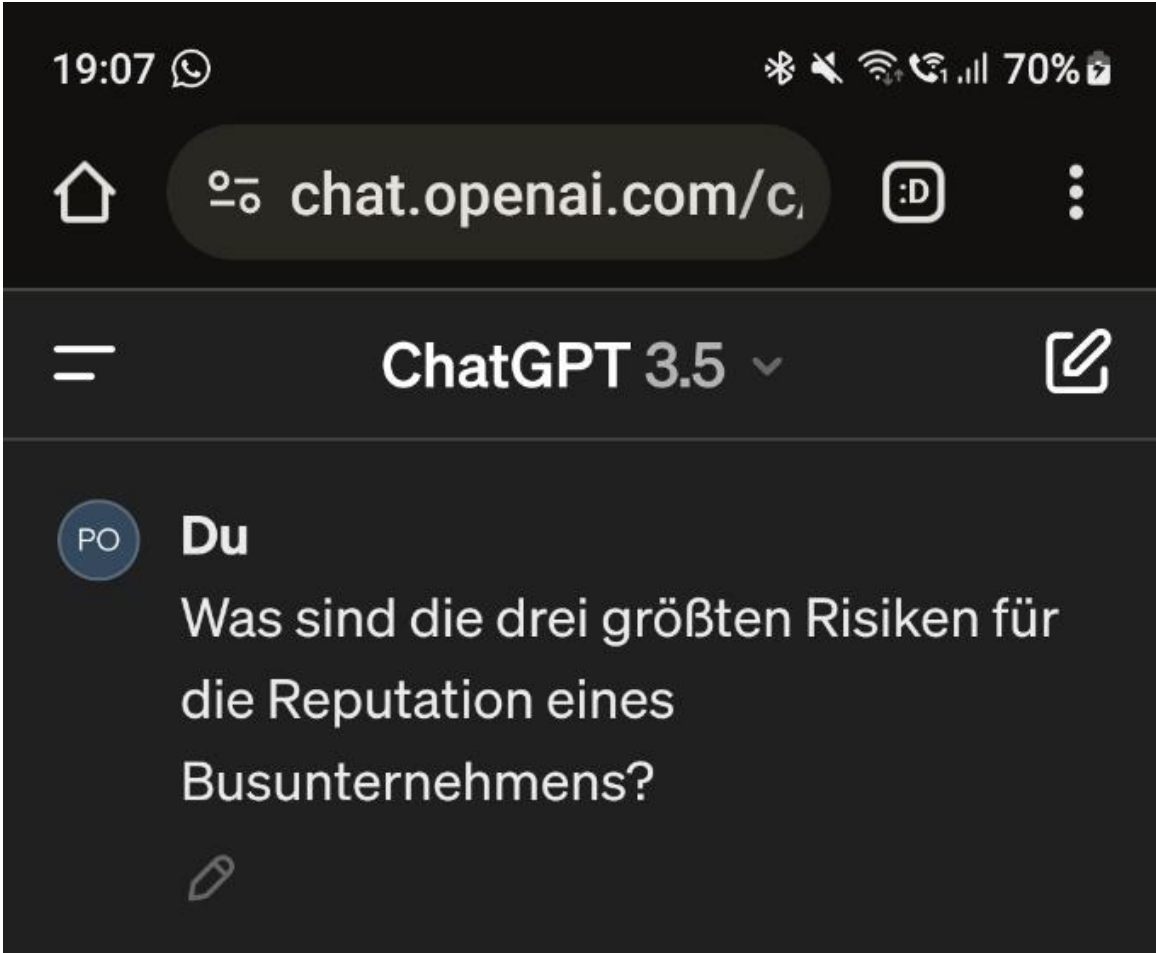 19:07 70%
chat.openai.com/c/ :D
ChatGPT 3.5
PO Du
Was sind die drei größten Risiken für
die Reputation eines
Busunternehmens?